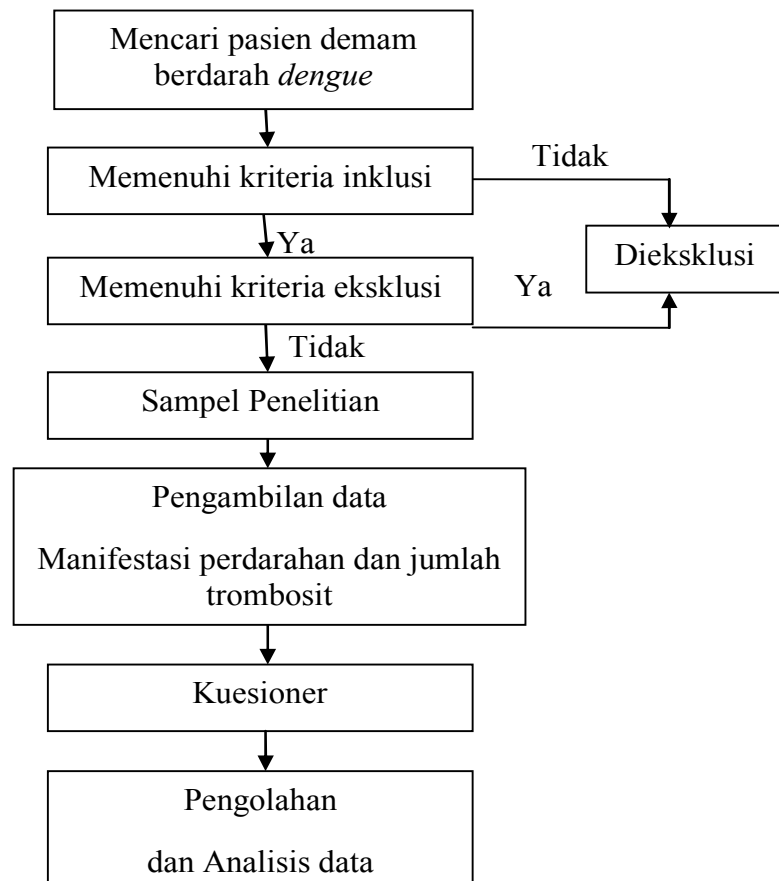 Mencari pasien demam
berdarah dengue
Memenuhi kriteria inklusi
Tidak
Ya
Dieksklusi
Memenuhi kriteria eksklusi
Ya
Tidak
Sampel Penelitian
Pengambilan data
Manifestasi perdarahan dan jumlah
trombosit
Kuesioner
Pengolahan
dan Analisis data